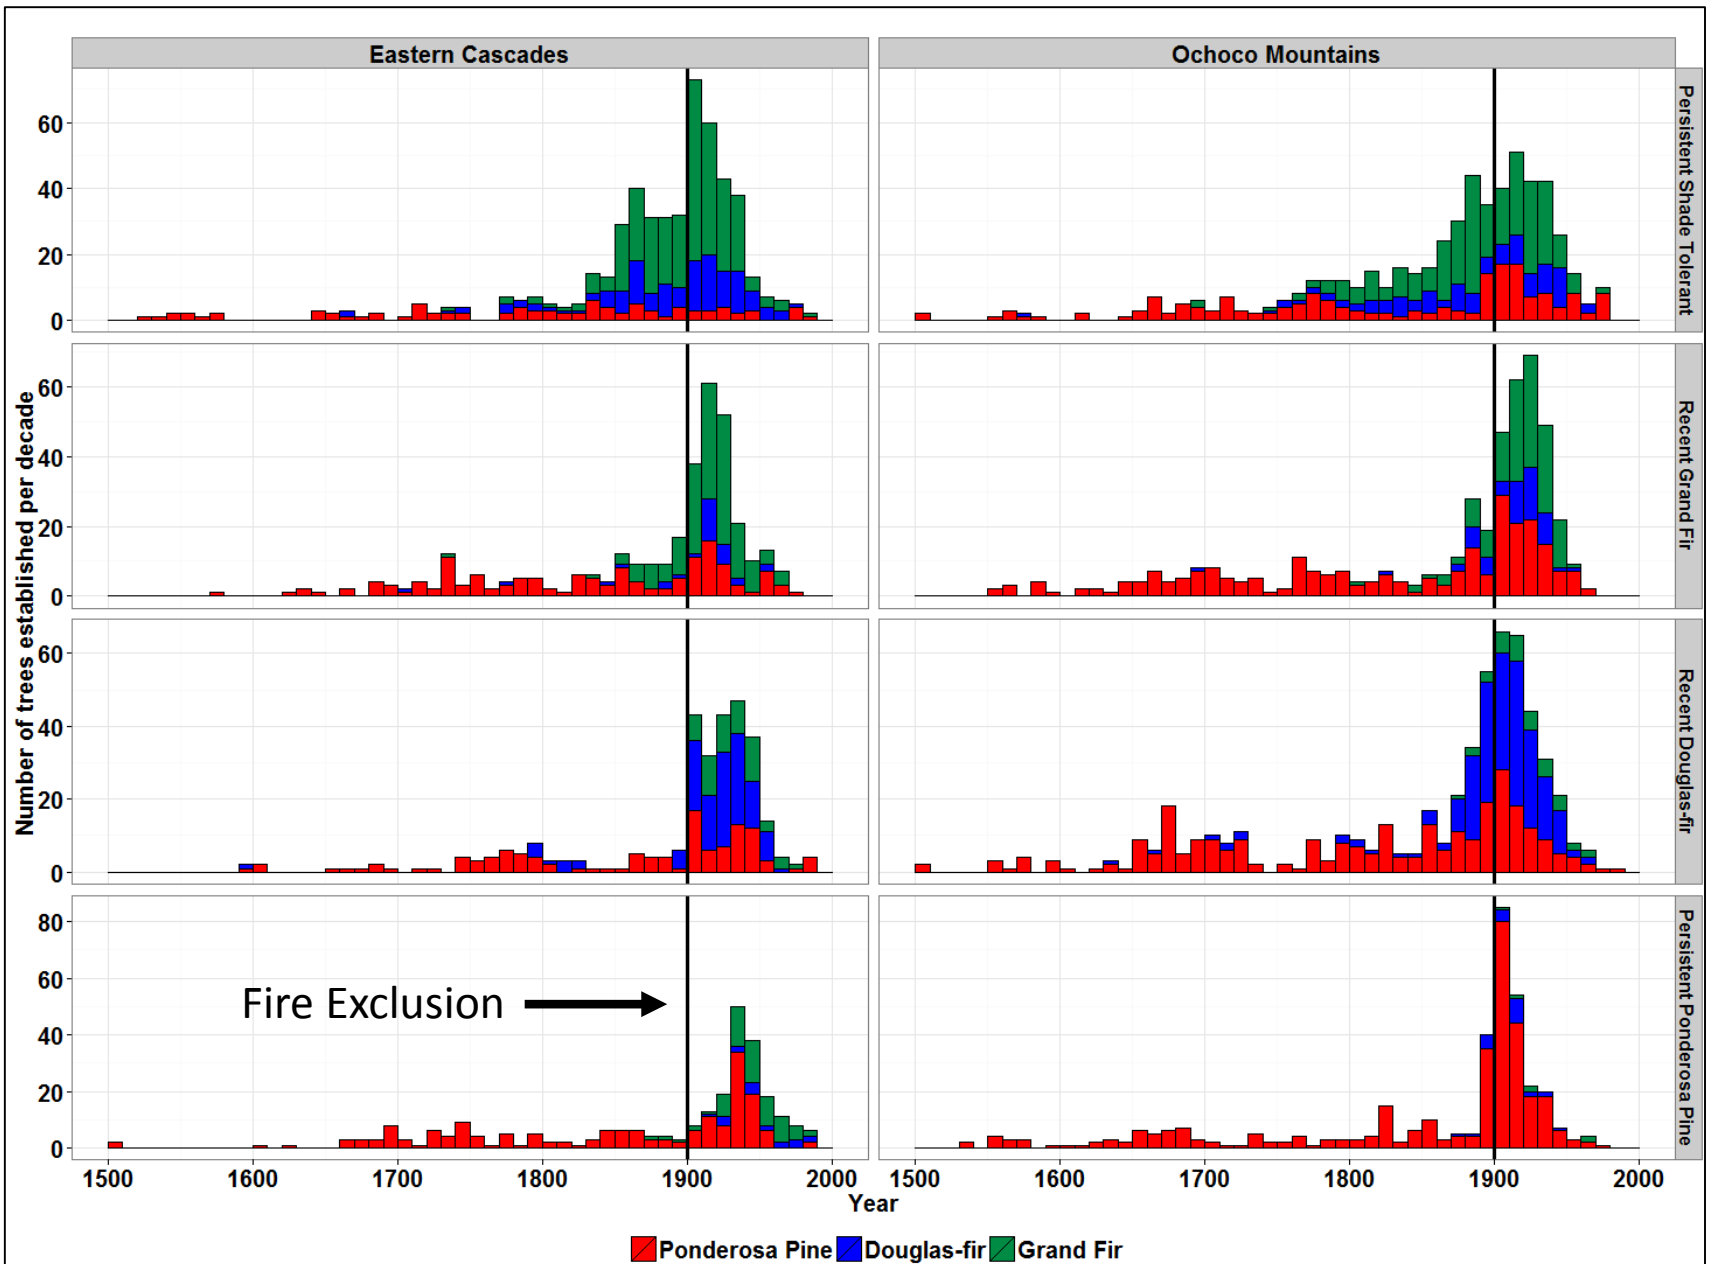 Eastern Cascades
Ochoco Mountains
Number of trees established per decade
60
40
20
0
Persistent Shade Tolerant
60
40
20
0
Recent Grand Fir
60
40
20
0
Recent Douglas-fir
80
60
40
20
0
Fire Exclusion
Persistent Ponderosa Pine
1500 1600 1700 1800 1900 2000
1500 1600 1700 1800 1900 2000
Year
Ponderosa Pine Douglas-fir Grand Fir